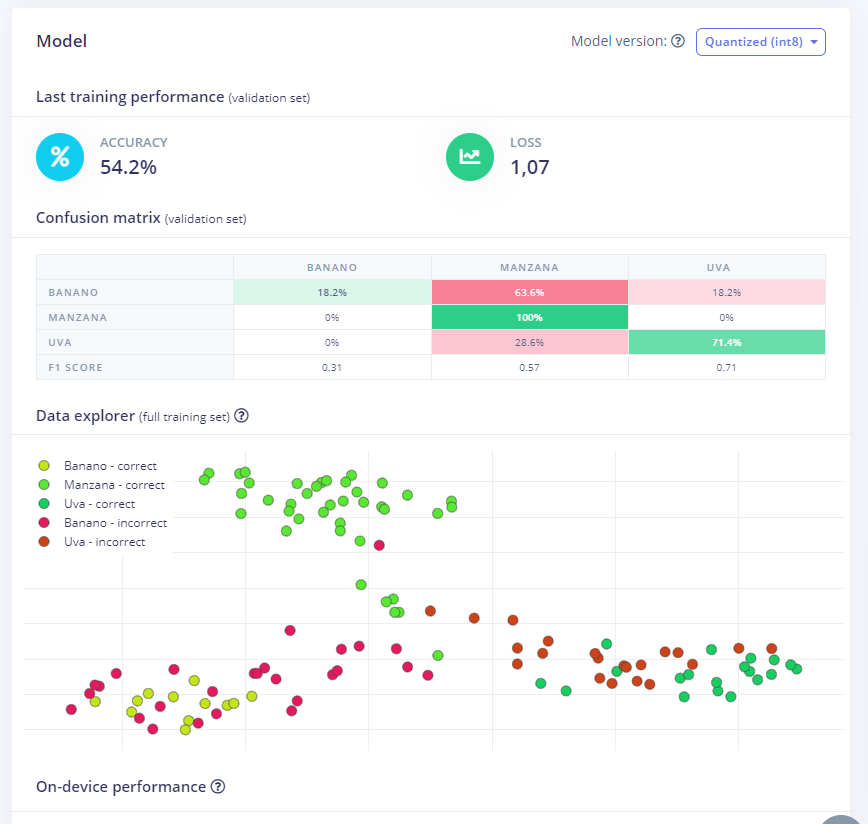 Model
Model version: Quantized (int8)
Last training performance (validation set)
% ACCURACY
54.2%
LOSS
1,07
Confusion matrix (validation set)
BANANO MANZANA UVA
BANANO 18.2% 63.6% 18.2%
MANZANA 0% 100% 0%
UVA 0% 28.6% 71.4%
F1 SCORE 0.31 0.57 0.71
Data explorer (full training set)
Banano - correct
Manzana - correct
Uva - correct
Banano - incorrect
Uva - incorrect
On-device performance